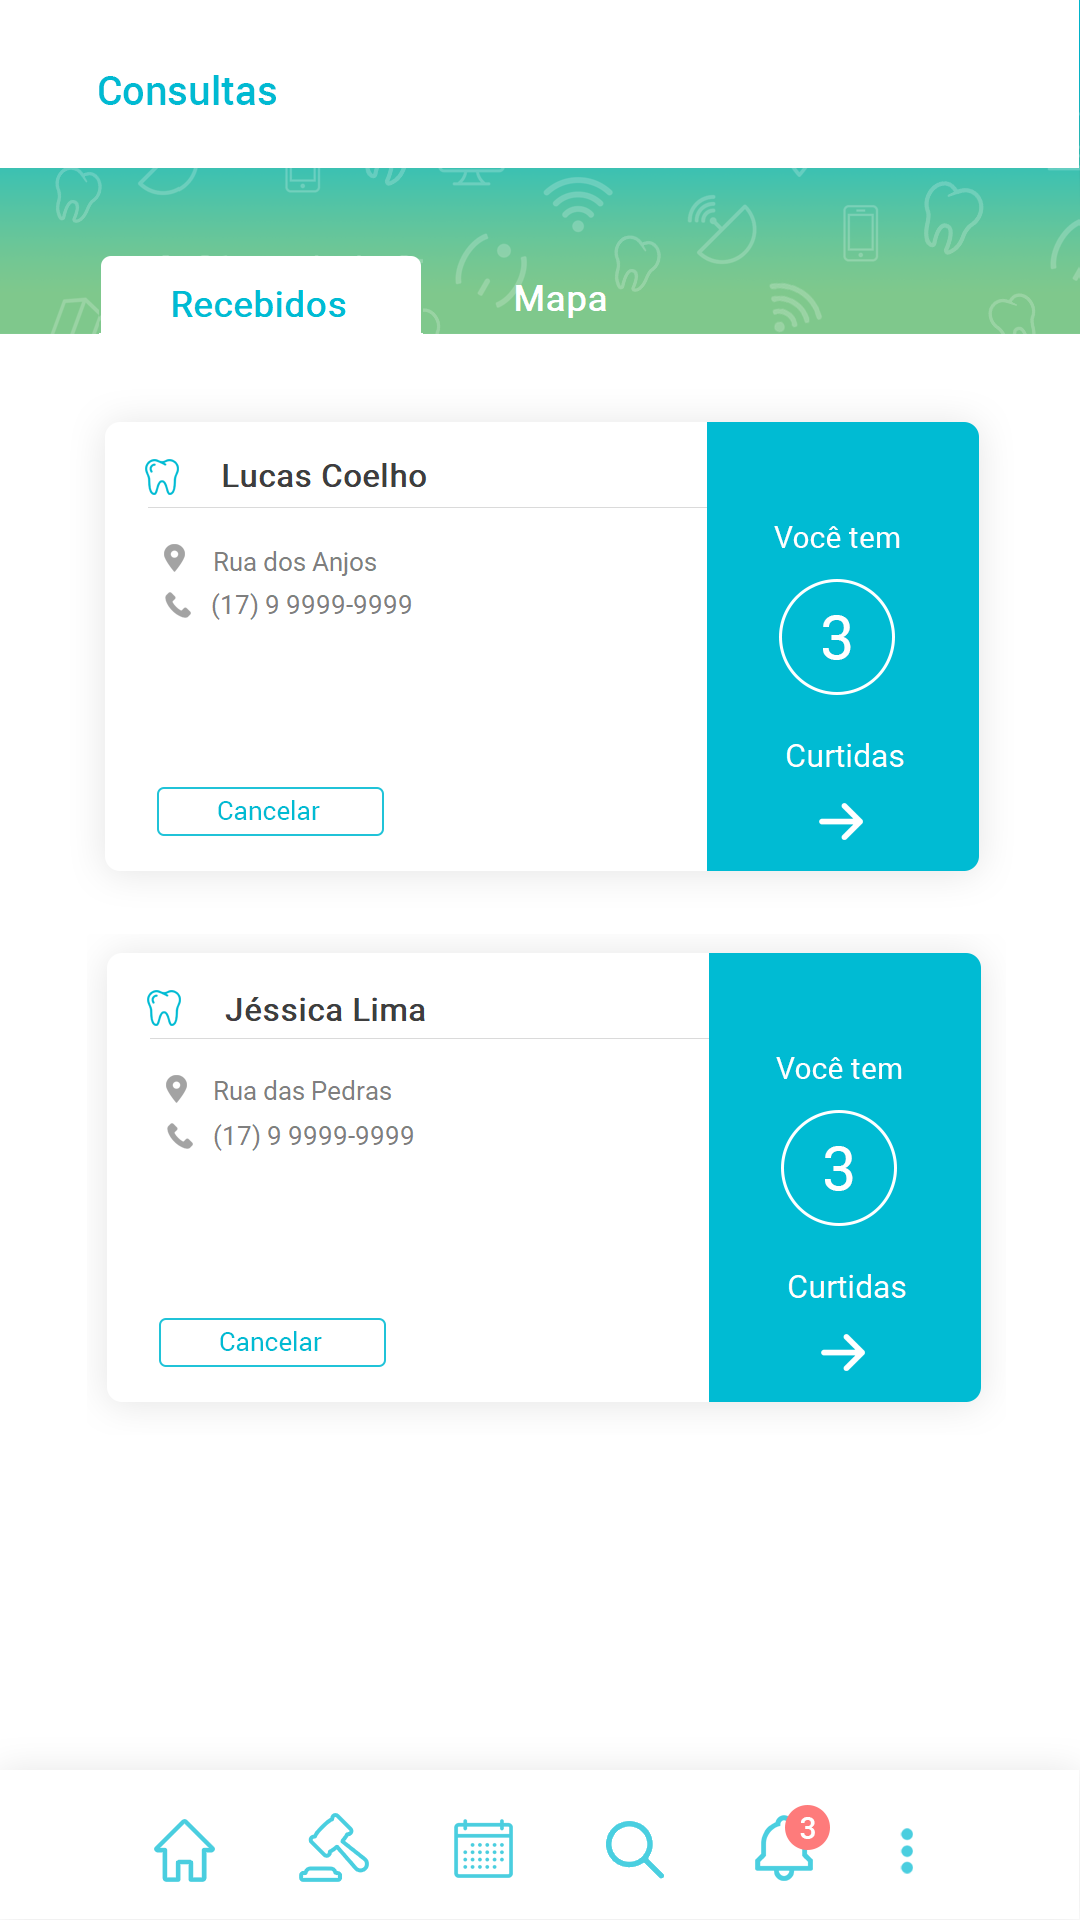 Consultas
Recebidos
Mapa
Lucas Coelho
Rua dos Anjos
(17) 9 9999-9999
Cancelar
Você tem
3
Curtidas
Jéssica Lima
Rua das Pedras
(17) 9 9999-9999
Cancelar
Você tem
3
Curtidas
3